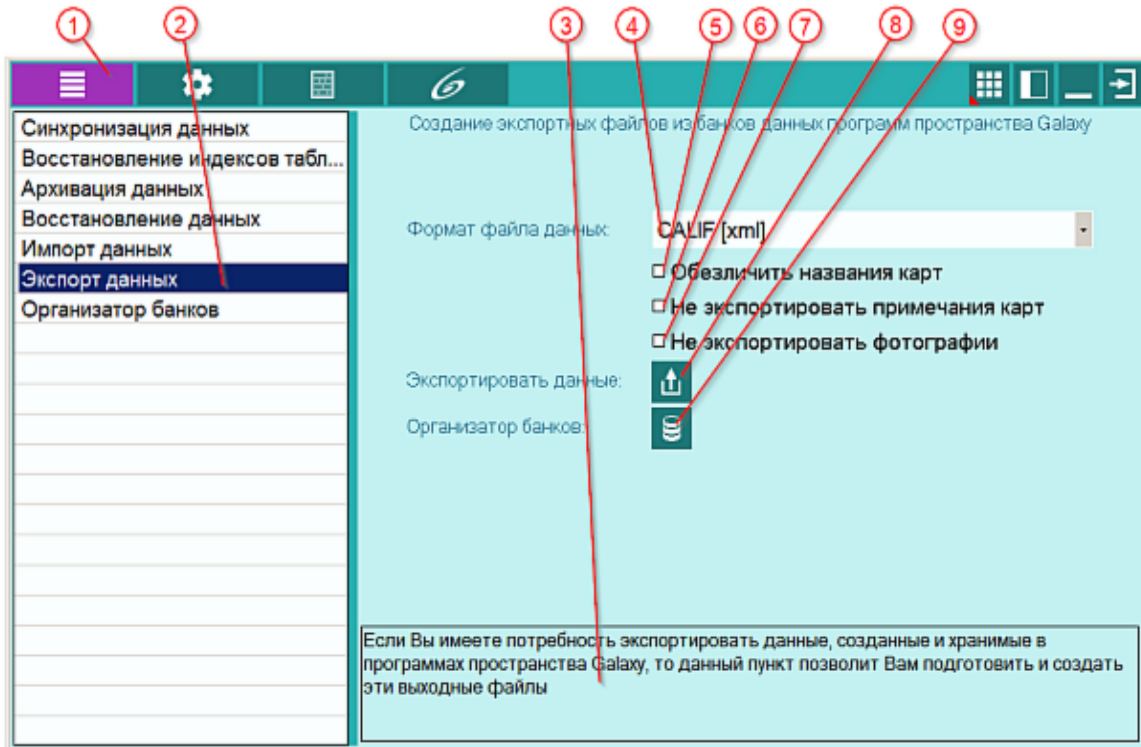 1 2 3 4 5 6 7 8 9
Синхронизация данных
Восстановление индексов табл...
Архивация данных
Восстановление данных
Импорт данных
Экспорт данных
Организатор банков
Создание экспортных файлов из банков данных программ пространства Galaxy
Формат файла данных:
CALIF [xml]
Обезличить названия карт
Не экспортировать примечания карт
Не экспортировать фотографии
Экспортировать данные:
Организатор банков:
Если Вы имеете потребность экспортировать данные, созданные и хранимые в
программах пространства Galaxy, то данный пункт позволит Вам подготовить и создать
эти выходные файлы